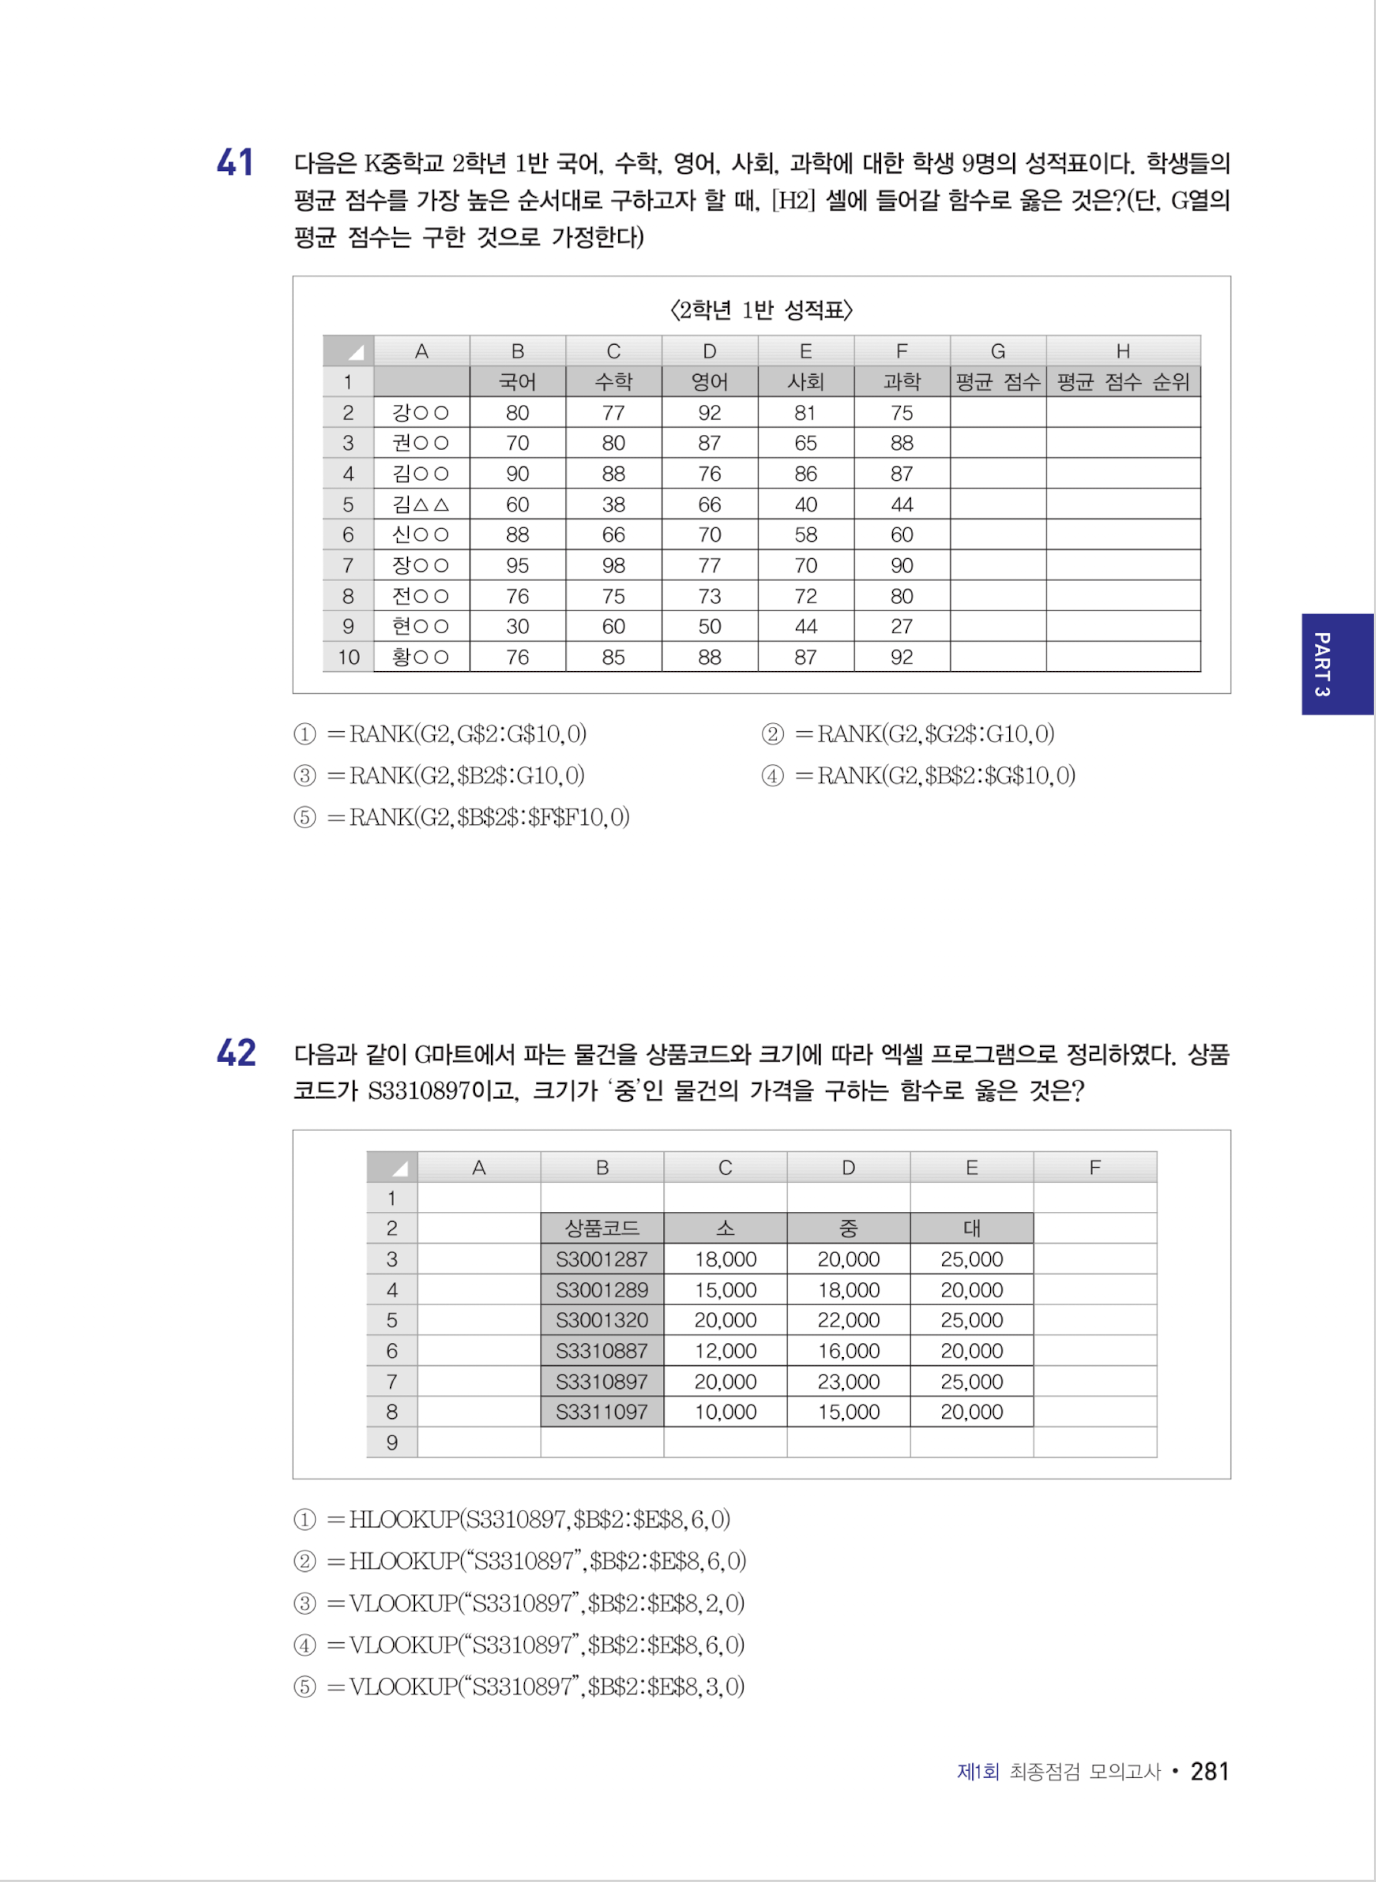 41 다음은 K중학교 2학년 1반 국어, 수학, 영어, 사회, 과학에 대한 학생 9명의 성적표이다. 학생들의
평균 점수를 가장 높은 순서대로 구하고자 할 때, [H2] 셀에 들어갈 함수로 옳은 것은?(단, G열의
평균 점수는 구한 것으로 가정한다)
〈2학년 1반 성적표〉
A B C D E F G H
1 국어 수학 영어 사회 과학 평균 점수 평균 점수 순위
2 강○○ 80 77 92 81 75
3 권○○ 70 80 87 65 88
4 김○○ 90 88 76 86 87
5 김△△ 60 38 66 40 44
6 신○○ 88 66 70 58 60
7 장○○ 95 98 77 70 90
8 전○○ 76 75 73 72 80
9 현○○ 30 60 50 44 27
10 황○○ 76 85 88 87 92
① =RANK(G2,G$2:G$10,0) ② =RANK(G2,$G2$:G10,0)
③ =RANK(G2,$B2$:G10,0) ④ =RANK(G2,$B$2:$G$10,0)
⑤ =RANK(G2,$B$2$:$F$F10,0)
PART 3
42 다음과 같이 G마트에서 파는 물건을 상품코드와 크기에 따라 엑셀 프로그램으로 정리하였다. 상품
코드가 S3310897이고, 크기가 ‘중’인 물건의 가격을 구하는 함수로 옳은 것은?
A B C D E F
1
2 상품코드 소 중 대
3 S3001287 18,000 20,000 25,000
4 S3001289 15,000 18,000 20,000
5 S3001320 20,000 22,000 25,000
6 S3310887 12,000 16,000 20,000
7 S3310897 20,000 23,000 25,000
8 S3311097 10,000 15,000 20,000
9
① =HLOOKUP(S3310897,$B$2:$E$8,6,0)
② =HLOOKUP(“S3310897”,$B$2:$E$8,6,0)
③ =VLOOKUP(“S3310897”,$B$2:$E$8,2,0)
④ =VLOOKUP(“S3310897”,$B$2:$E$8,6,0)
⑤ =VLOOKUP(“S3310897”,$B$2:$E$8,3,0)
제1회 최종점검 모의고사 • 281